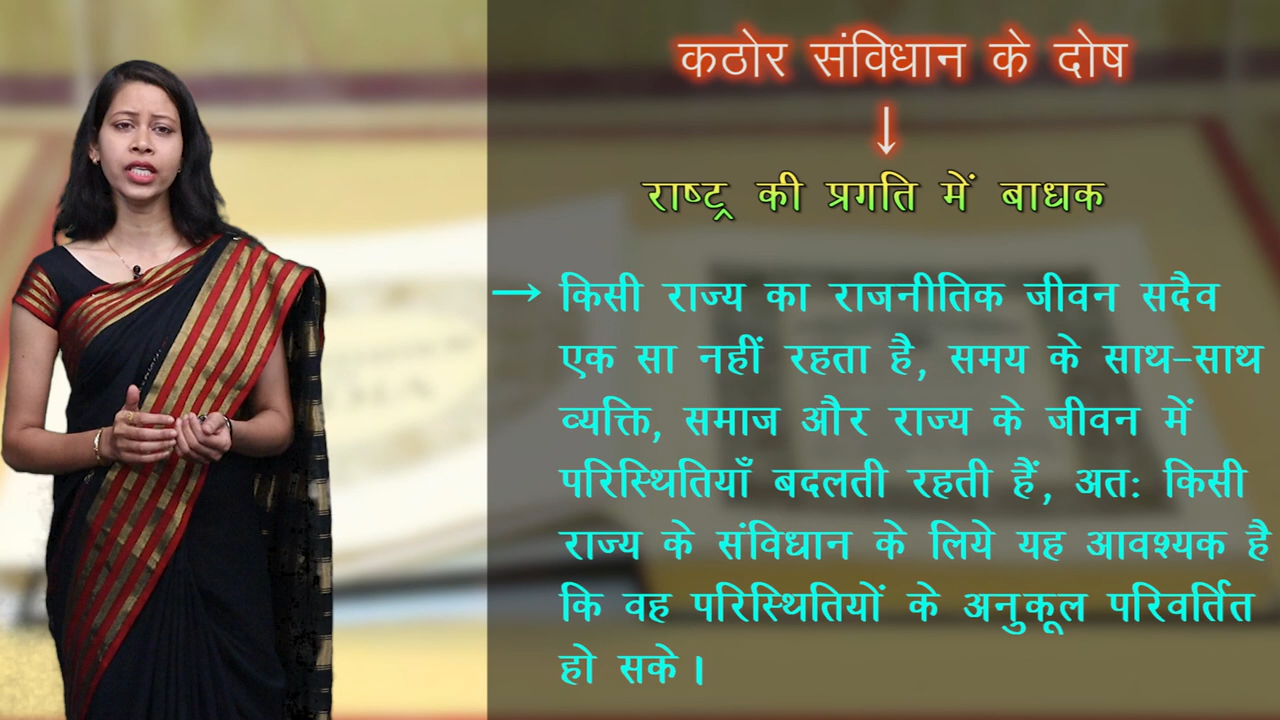 कठोर संविधान के दोष
↓
राष्ट्र की प्रगति में बाधक
→ किसी राज्य का राजनीतिक जीवन सदैव
एक सा नहीं रहता है, समय के साथ-साथ
व्यक्ति, समाज और राज्य के जीवन में
परिस्थितियाँ बदलती रहती हैं, अतः किसी
राज्य के संविधान के लिये यह आवश्यक है
कि वह परिस्थितियों के अनुकूल परिवर्तित
हो सके।